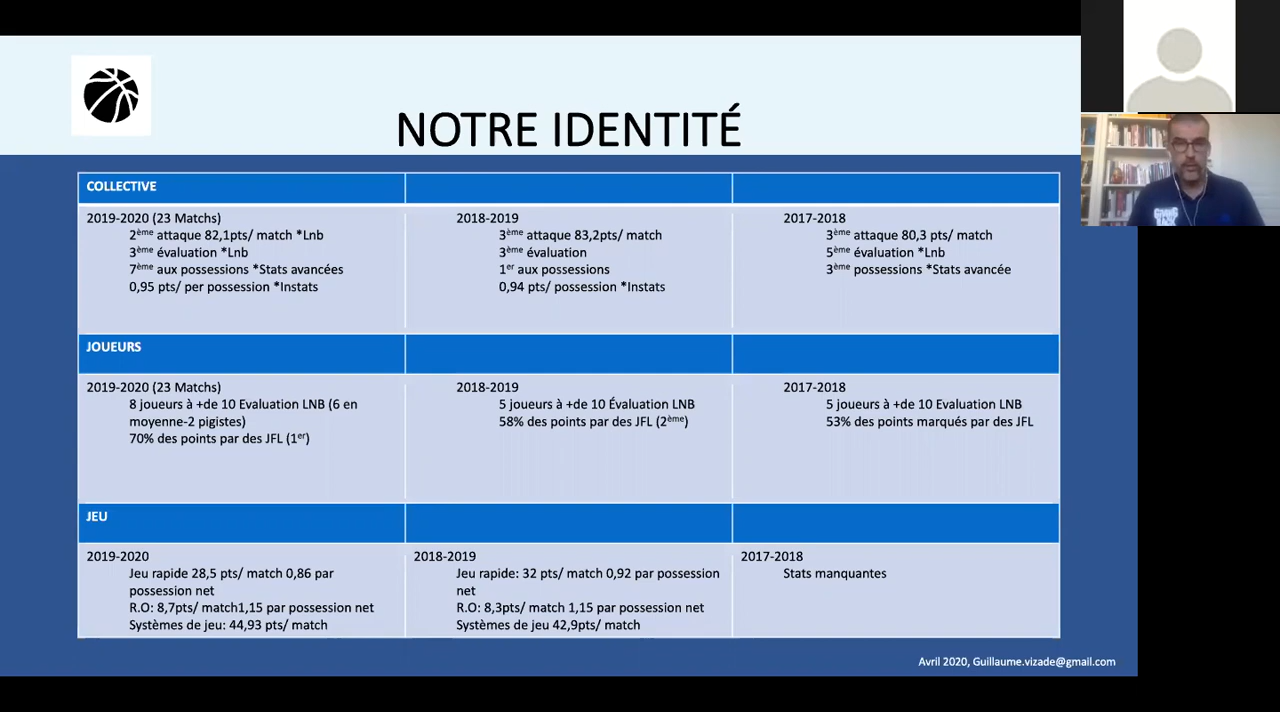 NOTRE IDENTITÉ
COLLECTIVE
2019-2020 (23 Matchs)
2ème attaque 82,1pts/ match *Lnb
3ème évaluation *Lnb
7ème aux possessions *Stats avancées
0,95 pts/ per possession *Instats
2018-2019
3ème attaque 83,2pts/ match
3ème évaluation
1er aux possessions
0,94 pts/ possession *Instats
2017-2018
3ème attaque 80,3 pts/ match
5ème évaluation *Lnb
3ème possessions *Stats avancée
JOUEURS
2019-2020 (23 Matchs)
8 joueurs à +de 10 Evaluation LNB (6 en
moyenne-2 pigistes)
70% des points par des JFL (1er)
2018-2019
5 joueurs à +de 10 Évaluation LNB
58% des points par des JFL (2ème)
2017-2018
5 joueurs à +de 10 Evaluation LNB
53% des points marqués par des JFL
JEU
2019-2020
Jeu rapide 28,5 pts/ match 0,86 par
possession net
R.O: 8,7pts/ match1,15 par possession net
Systèmes de jeu: 44,93 pts/ match
2018-2019
Jeu rapide: 32 pts/ match 0,92 par possession
net
R.O: 8,3pts/ match 1,15 par possession net
Systèmes de jeu 42,9pts/ match
2017-2018
Stats manquantes
Avril 2020, Guillaume.vizade@gmail.com